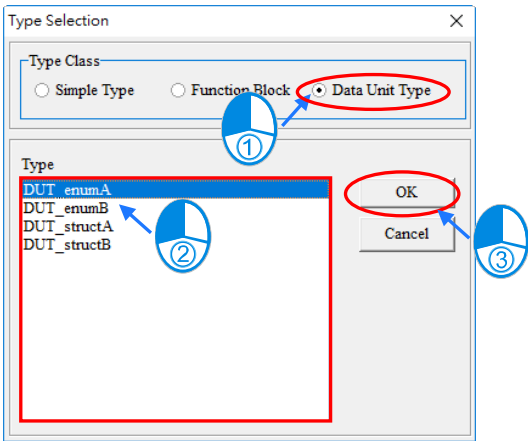 Type Selection
Type Class
Simple Type Function Block Data Unit Type
①
Type
DUT_enumA
DUT_enumB
DUT_structA
DUT_structB
②
OK
Cancel
③